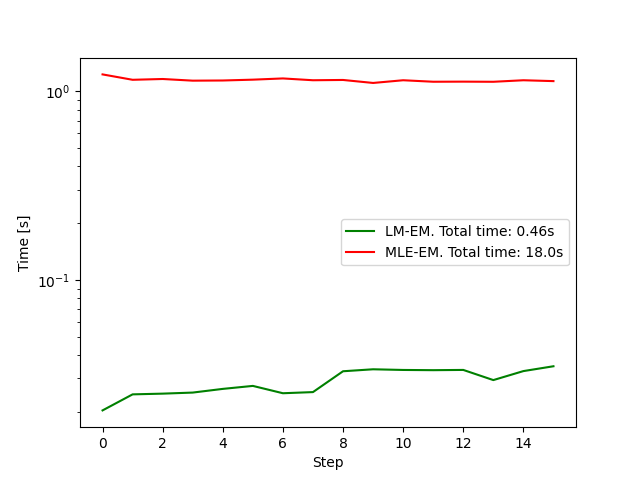 10⁰
10⁻¹
Time [s]
LM-EM. Total time: 0.46s
MLE-EM. Total time: 18.0s
0 2 4 6 8 10 12 14
Step